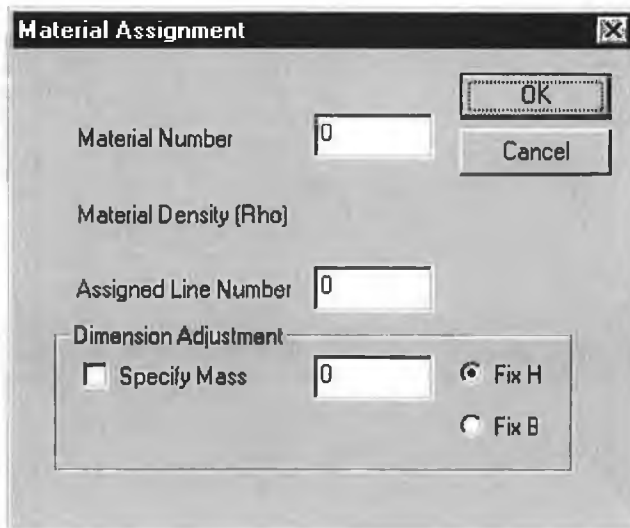 Material Assignment
OK
Material Number 0
Cancel
Material Density (Rho)
Assigned Line Number 0
Dimension Adjustment
Specify Mass 0 Fix H
Fix B